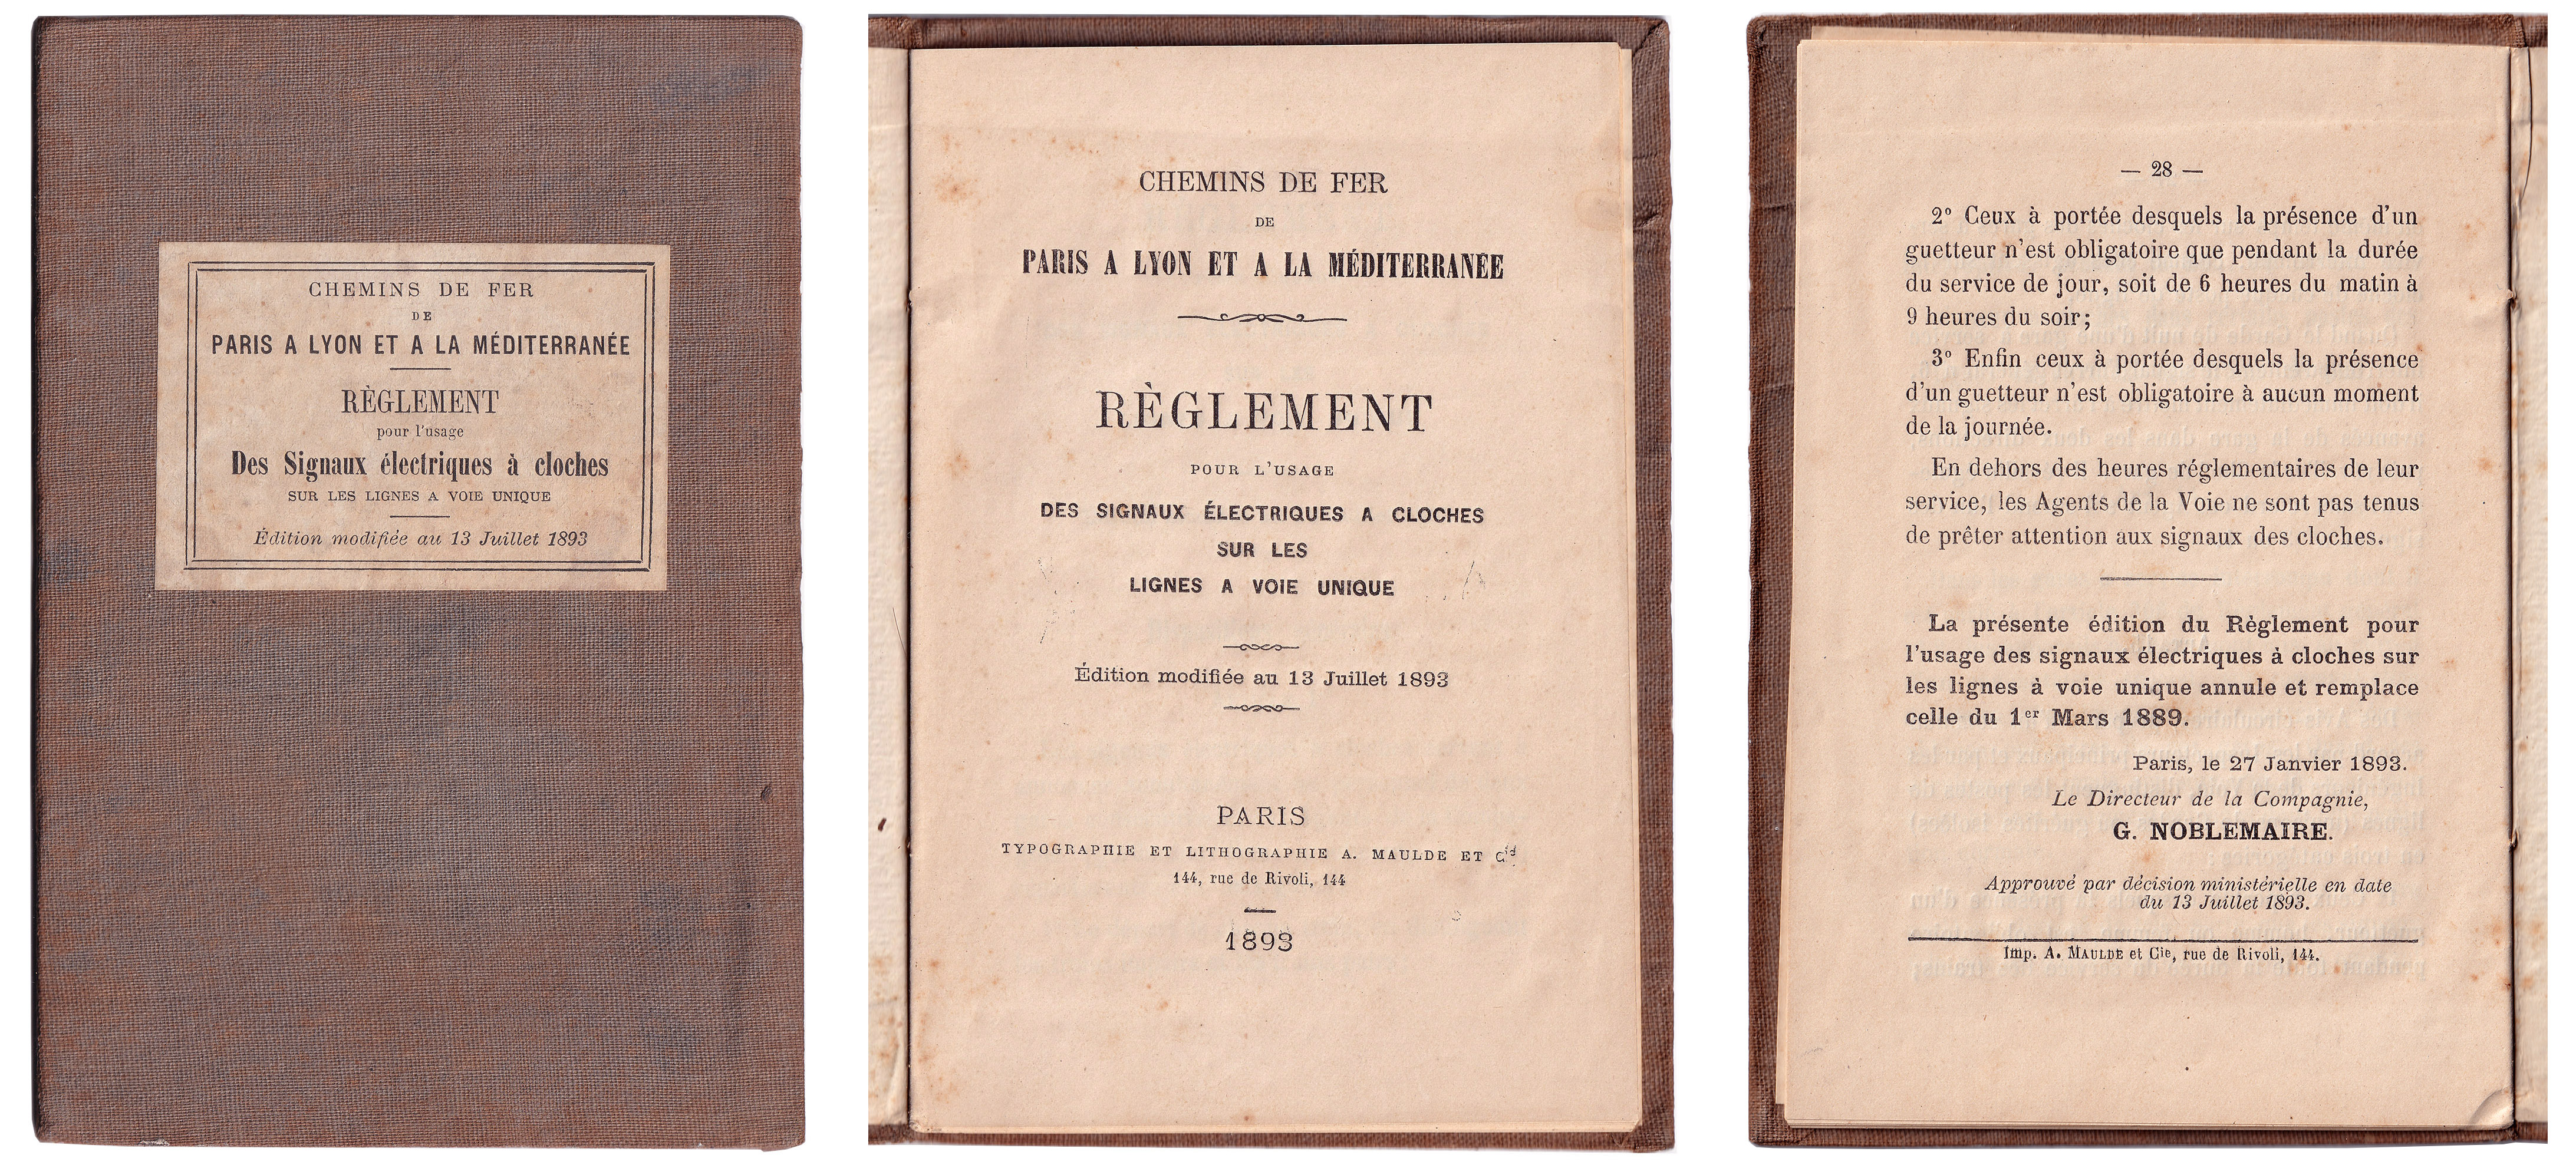 CHEMINS DE FER
DE
PARIS A LYON ET A LA MÉDITERRANÉE
RÈGLEMENT
pour l'usage
Des Signaux électriques à cloches
SUR LES LIGNES A VOIE UNIQUE
Édition modifiée au 13 Juillet 1893
CHEMINS DE FER
DE
PARIS A LYON ET A LA MÉDITERRANÉE
RÈGLEMENT
POUR L'USAGE
DES SIGNAUX ÉLECTRIQUES A CLOCHES
SUR LES
LIGNES A VOIE UNIQUE
Édition modifiée au 13 Juillet 1893
PARIS
TYPOGRAPHIE ET LITHOGRAPHIE A. MAULDE ET Cie
144, rue de Rivoli, 144
1893
— 28 —
2° Ceux à portée desquels la présence d'un
guetteur n'est obligatoire que pendant la durée
du service de jour, soit de 6 heures du matin à
9 heures du soir;
3° Enfin ceux à portée desquels la présence
d'un guetteur n'est obligatoire à aucun moment
de la journée.
En dehors des heures réglementaires de leur
service, les Agents de la Voie ne sont pas tenus
de prêter attention aux signaux des cloches.
La présente édition du Règlement pour
l'usage des signaux électriques à cloches sur
les lignes à voie unique annule et remplace
celle du 1er Mars 1889.
Paris, le 27 Janvier 1893.
Le Directeur de la Compagnie,
G. NOBLEMAIRE.
Approuvé par décision ministérielle en date
du 13 Juillet 1893.
Imp. A. MAULDE et Cie, rue de Rivoli, 144.